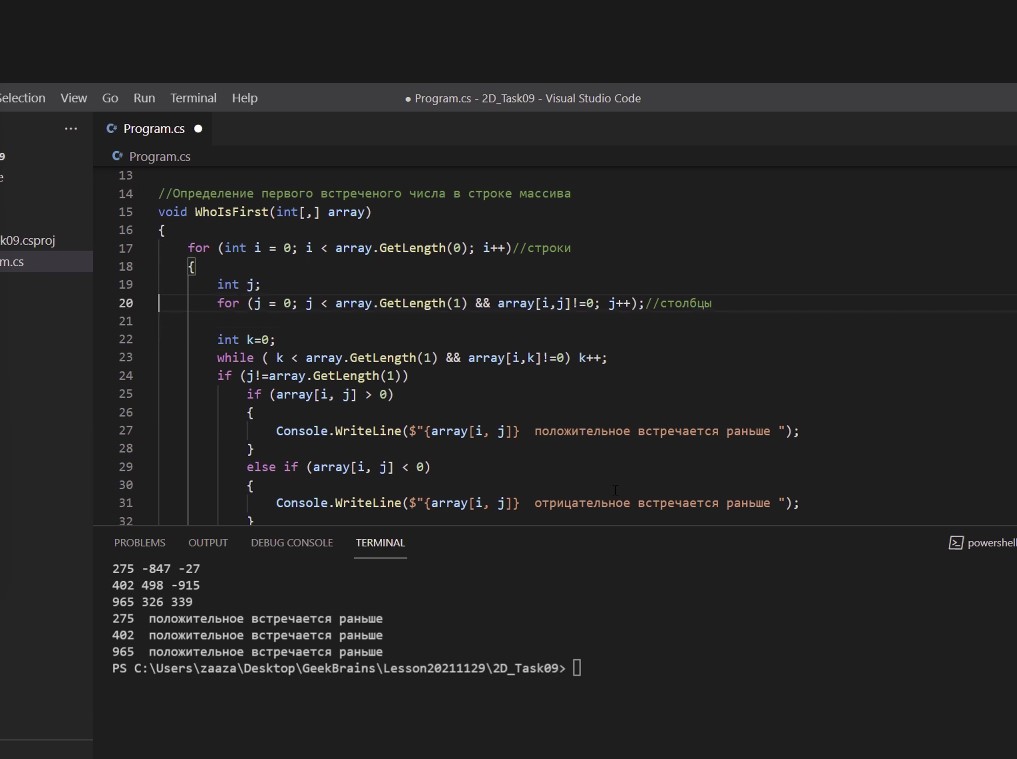 Selection View Go Run Terminal Help ● Program.cs - 2D_Task09 - Visual Studio Code
··· Program.cs ●
9 Program.cs
e
k09.csproj
m.cs
13
14 //Определение первого встреченого числа в строке массива
15 void WhoIsFirst(int[,] array)
16 {
17 for (int i = 0; i < array.GetLength(0); i++)//строки
18 {
19 int j;
20 for (j = 0; j < array.GetLength(1) && array[i,j]!=0; j++);//столбцы
21
22 int k=0;
23 while ( k < array.GetLength(1) && array[i,k]!=0) k++;
24 if (j!=array.GetLength(1))
25 if (array[i, j] > 0)
26 {
27 Console.WriteLine($"{array[i, j]}  положительное встречается раньше ");
28 }
29 else if (array[i, j] < 0)
30 {
31 Console.WriteLine($"{array[i, j]}  отрицательное встречается раньше ");
32 }
PROBLEMS OUTPUT DEBUG CONSOLE TERMINAL powershell
275 -847 -27
402 498 -915
965 326 339
275  положительное встречается раньше
402  положительное встречается раньше
965  положительное встречается раньше
PS C:\Users\zaaza\Desktop\GeekBrains\Lesson20211129\2D_Task09>